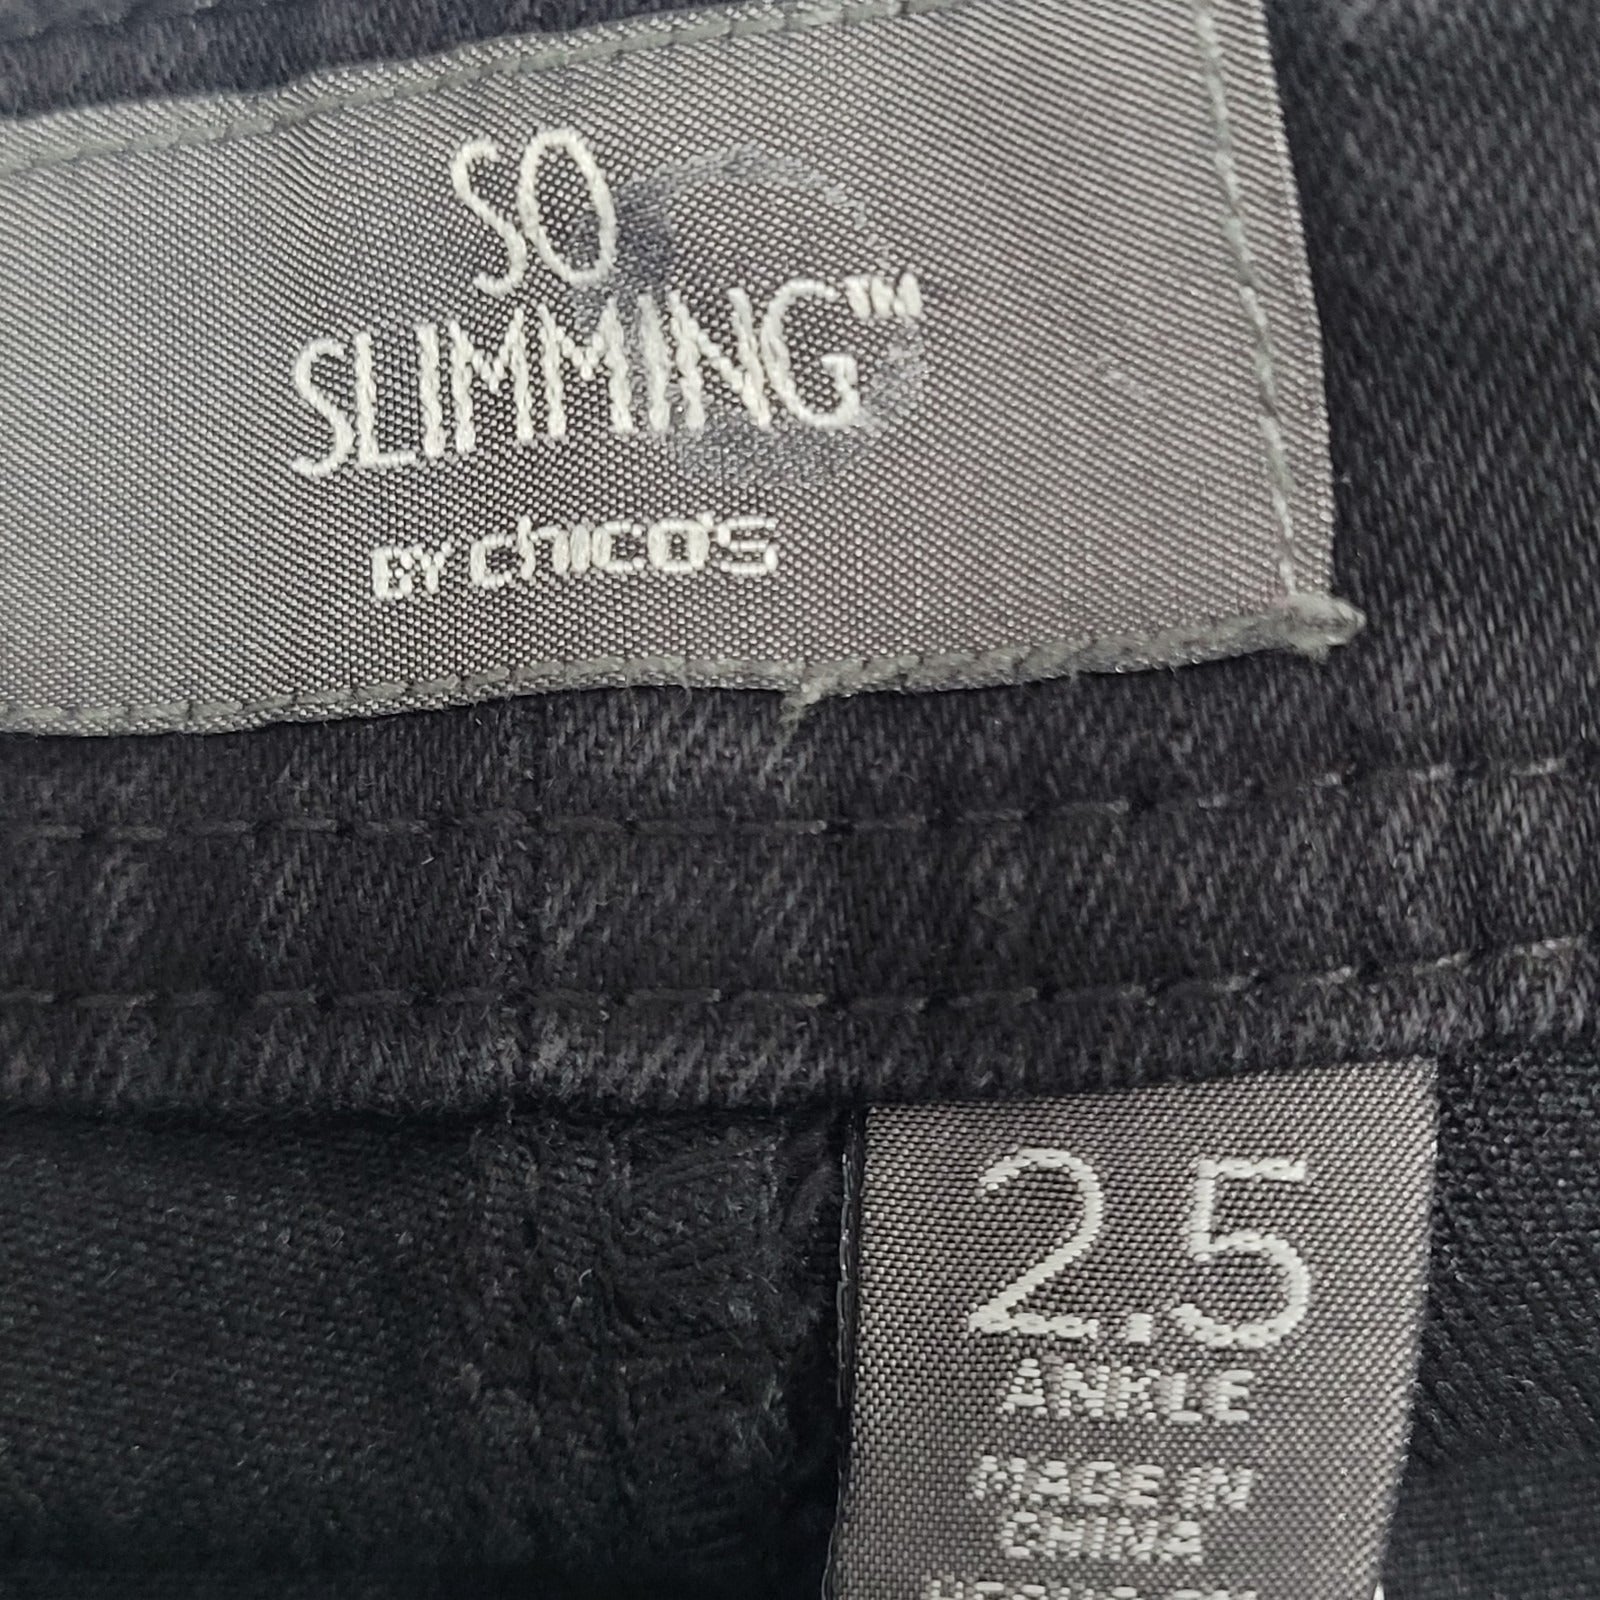 SO
SLIMMING™
BY chico's
2.5
ANKLE
MADE IN
CHINA